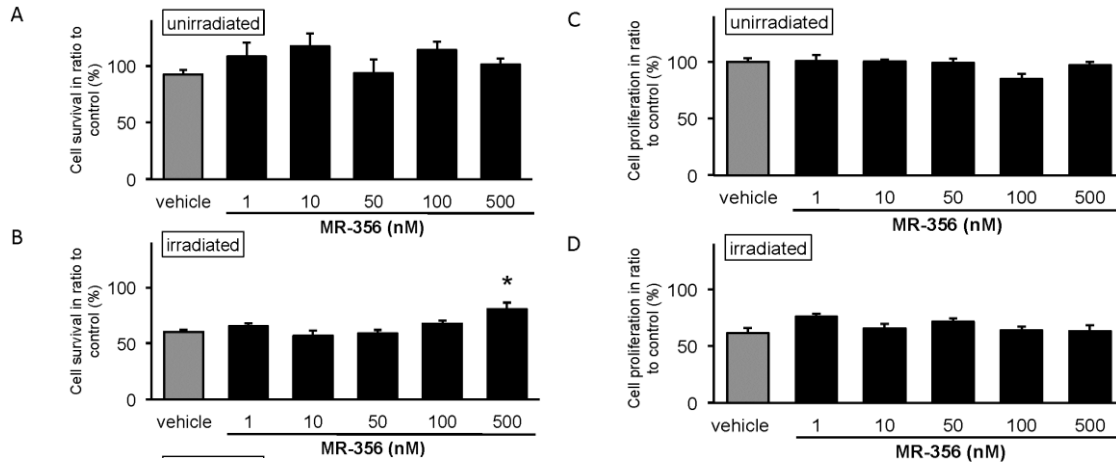 A
unirradiated
Cell survival in ratio to
control (%)
100
50
0
vehicle 1 10 50 100 500
MR-356 (nM)
B
irradiated
Cell survival in ratio to
control (%)
100
50
0
*
vehicle 1 10 50 100 500
MR-356 (nM)
C
unirradiated
Cell proliferation in ratio
to control (%)
100
50
0
vehicle 1 10 50 100 500
MR-356 (nM)
D
irradiated
Cell proliferation in ratio
to control (%)
100
50
0
vehicle 1 10 50 100 500
MR-356 (nM)